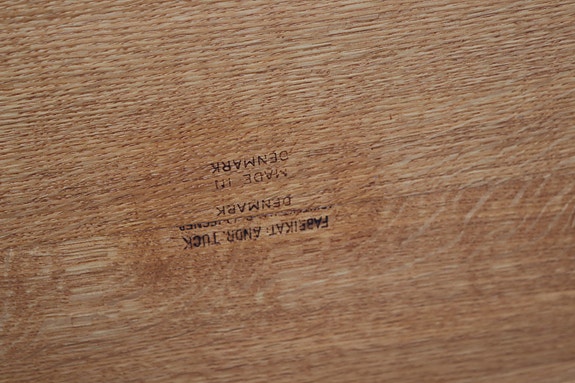 FABRIKAT: ANDR. TUCK
DENMARK
MADE IN
DENMARK